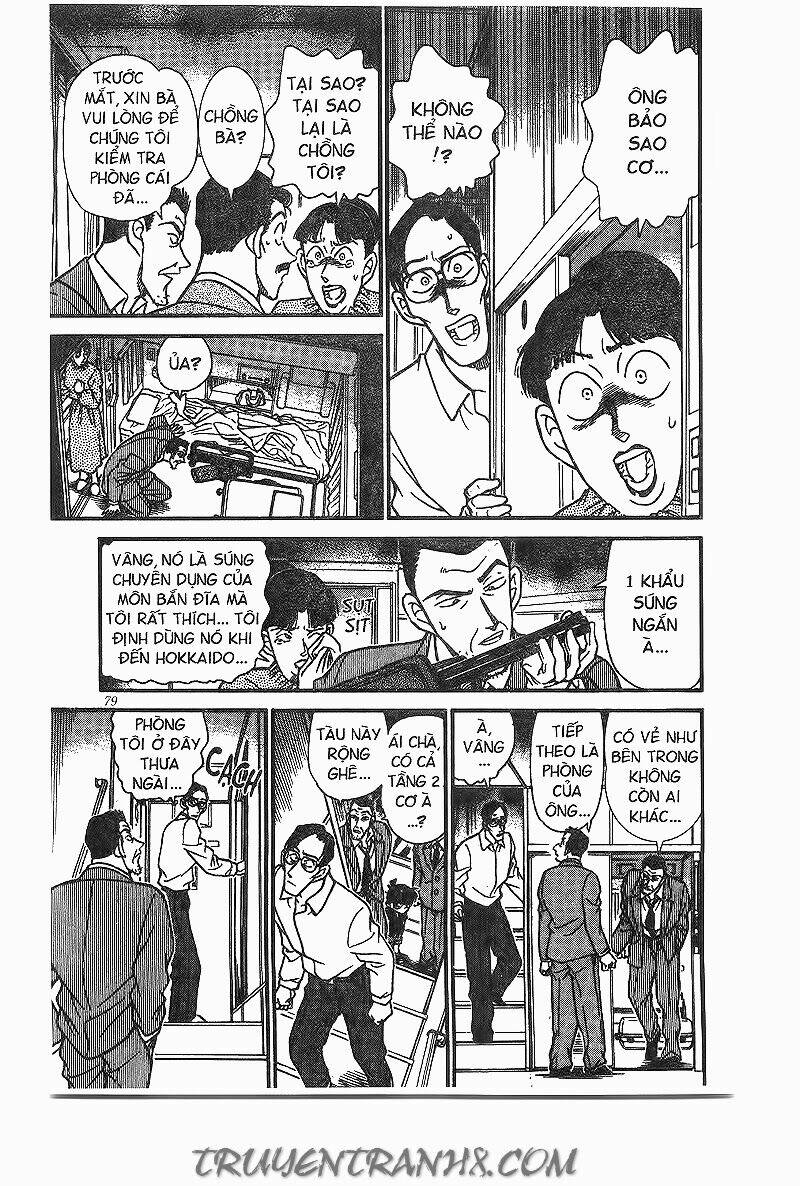 ÔNG
BẢO
SAO
CƠ...
KHÔNG
THỂ NÀO
!?
TẠI SAO?
TẠI SAO
LẠI LÀ
CHỒNG
TÔI?
CHỒNG
BÀ?
TRƯỚC
MẮT, XIN BÀ
VUI LÒNG ĐỂ
CHỨNG TÔI
KIỂM TRA
PHÒNG CÁI
ĐÃ...
ỦA?
1 KHẨU
SÚNG
NGẮN
À...
SỤT
SỊT
VÂNG, NÓ LÀ SÚNG
CHUYÊN DỤNG CỦA
MÔN BẮN ĐĨA MÀ
TÔI RẤT THÍCH... TÔI
ĐỊNH DÙNG NÓ KHI
ĐẾN HOKKAIDO...
79
CÓ VẺ NHƯ
BÊN TRONG
KHÔNG
CÒN AI
KHÁC...
TIẾP
THEO LÀ
PHÒNG
CỦA
ÔNG...
À,
VÂNG
...
ÁI CHÀ,
CÓ CẢ
TẦNG 2
CƠ À
...?
TÀU NÀY
RỘNG
GHÊ...
CẠCH
PHÒNG
TÔI Ở ĐÂY
THƯA
NGÀI...
TRUYENTRANH8.COM